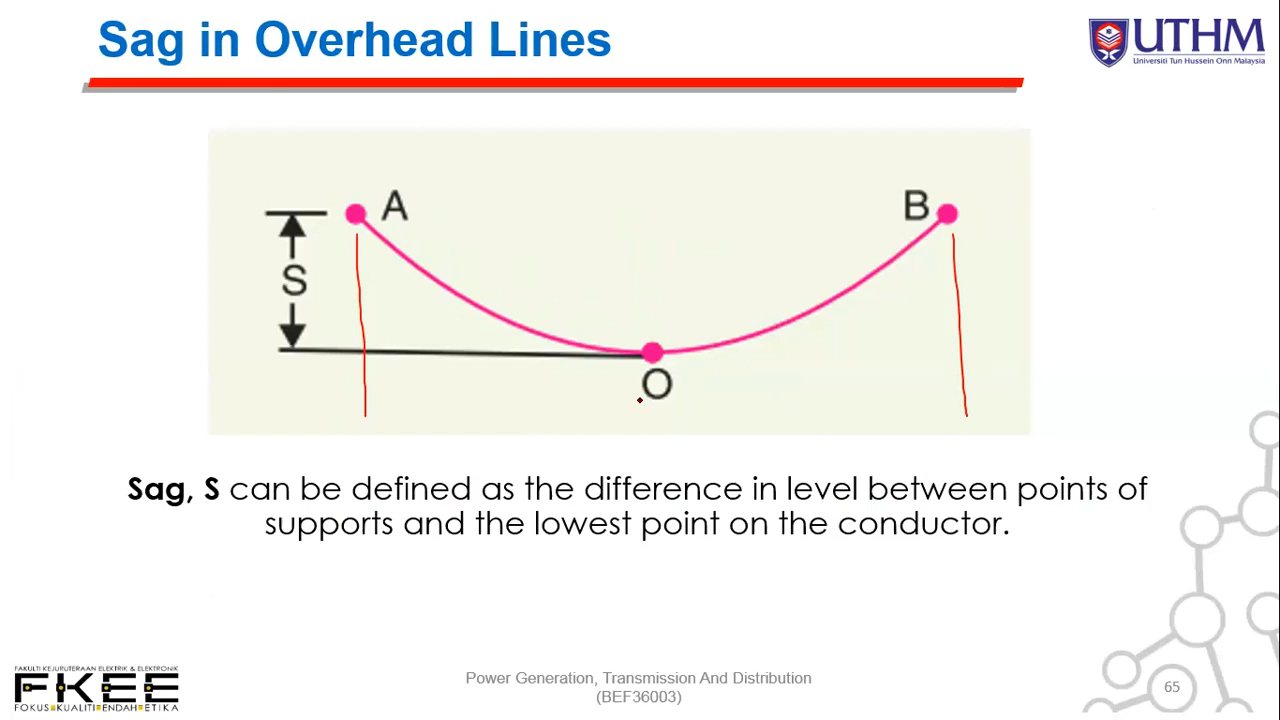 Sag in Overhead Lines
UTHM
Universiti Tun Hussein Onn Malaysia
A
B
S
O
Sag, S can be defined as the difference in level between points of
supports and the lowest point on the conductor.
FAKULTI KEJURUTERAAN ELEKTRIK & ELEKTRONIK
FKEE
FOKUS KUALITI ENDAH ETIKA
Power Generation, Transmission And Distribution
(BEF36003)
65